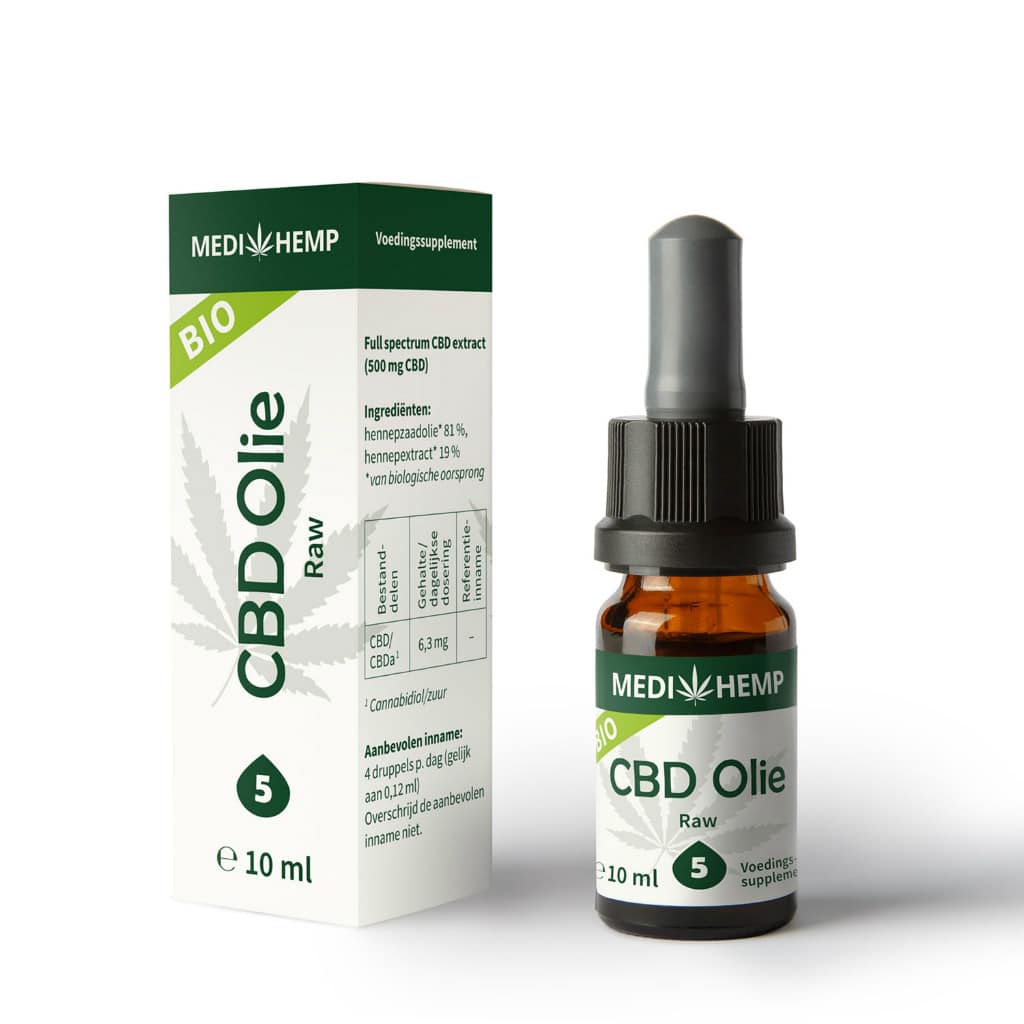 MEDI HEMP
BIO
CBD Olie
Raw
5
℮ 10 ml
Voedingssupplement
Full spectrum CBD extract
(500 mg CBD)
Ingrediënten:
hennepzaadolie* 81 %,
hennepextract* 19 %
*van biologische oorsprong
Bestand-
delen
Gehalte/
dagelijkse
dosering
Referentie-
inname
CBD/
CBDa¹
6,3 mg
–
¹ Cannabidiol/zuur
Aanbevolen inname:
4 druppels p. dag (gelijk
aan 0,12 ml)
Overschrijd de aanbevolen
inname niet.
MEDI HEMP
BIO
CBD Olie
Raw
℮ 10 ml
5
Voedings-
suppleme